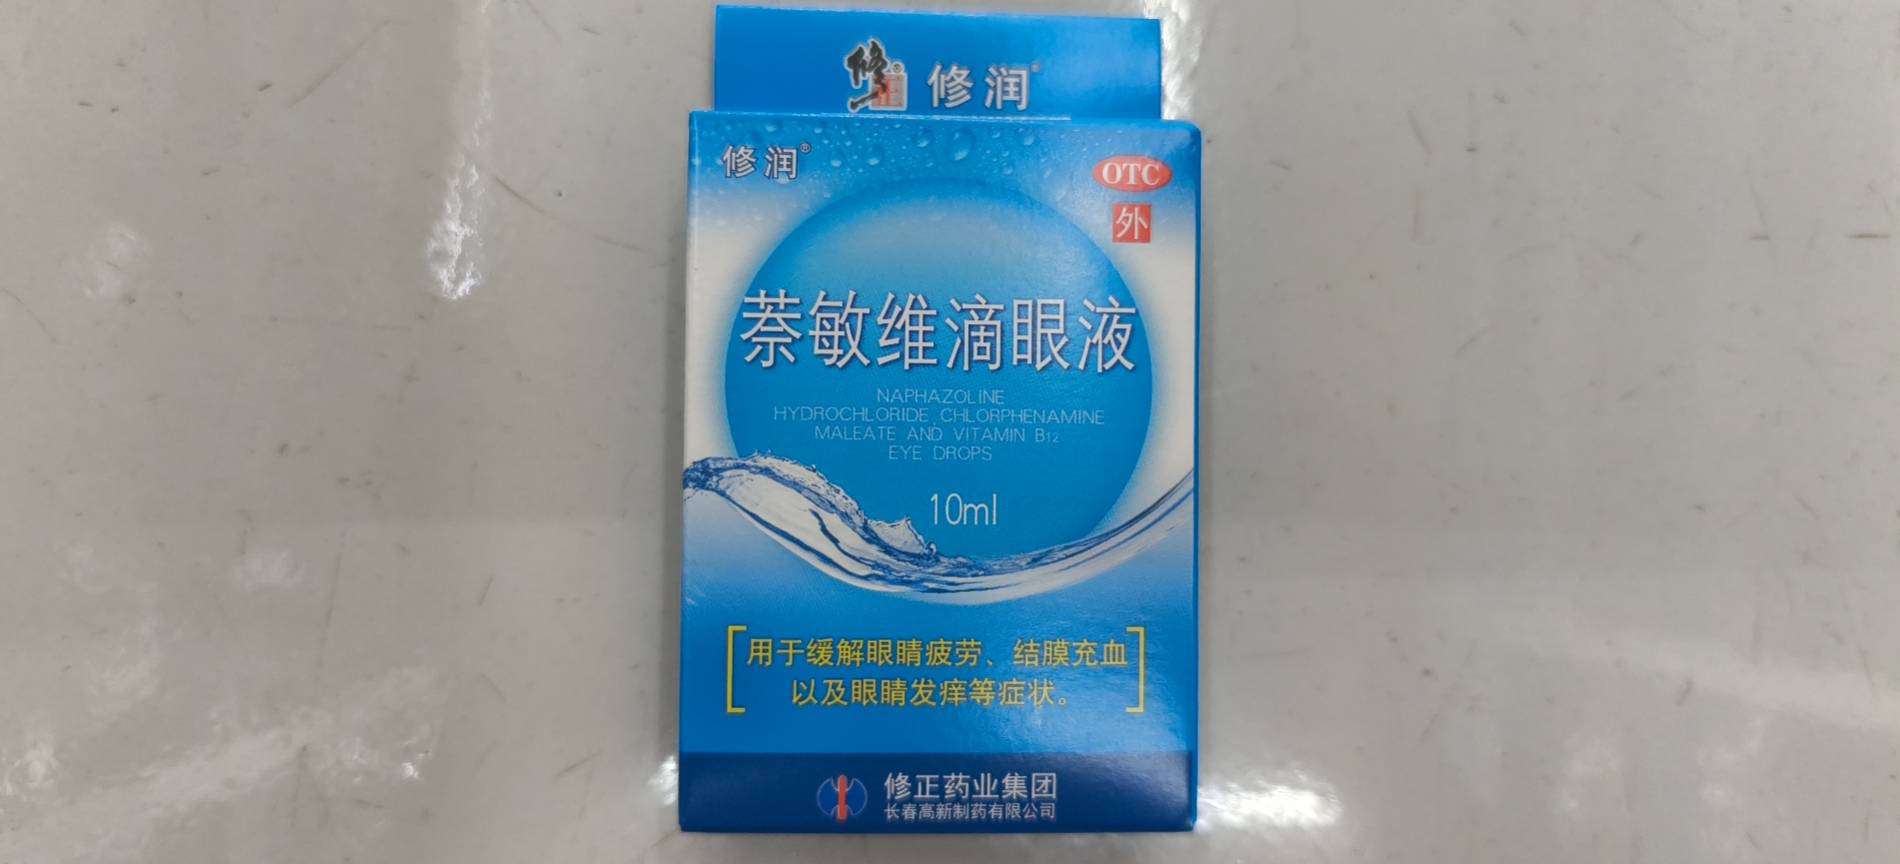 修正® 修润®
修润®
OTC
外
萘敏维滴眼液
NAPHAZOLINE
HYDROCHLORIDE, CHLORPHENAMINE
MALEATE AND VITAMIN B12
EYE DROPS
10ml
用于缓解眼睛疲劳、结膜充血
以及眼睛发痒等症状。
修正药业集团
长春高新制药有限公司